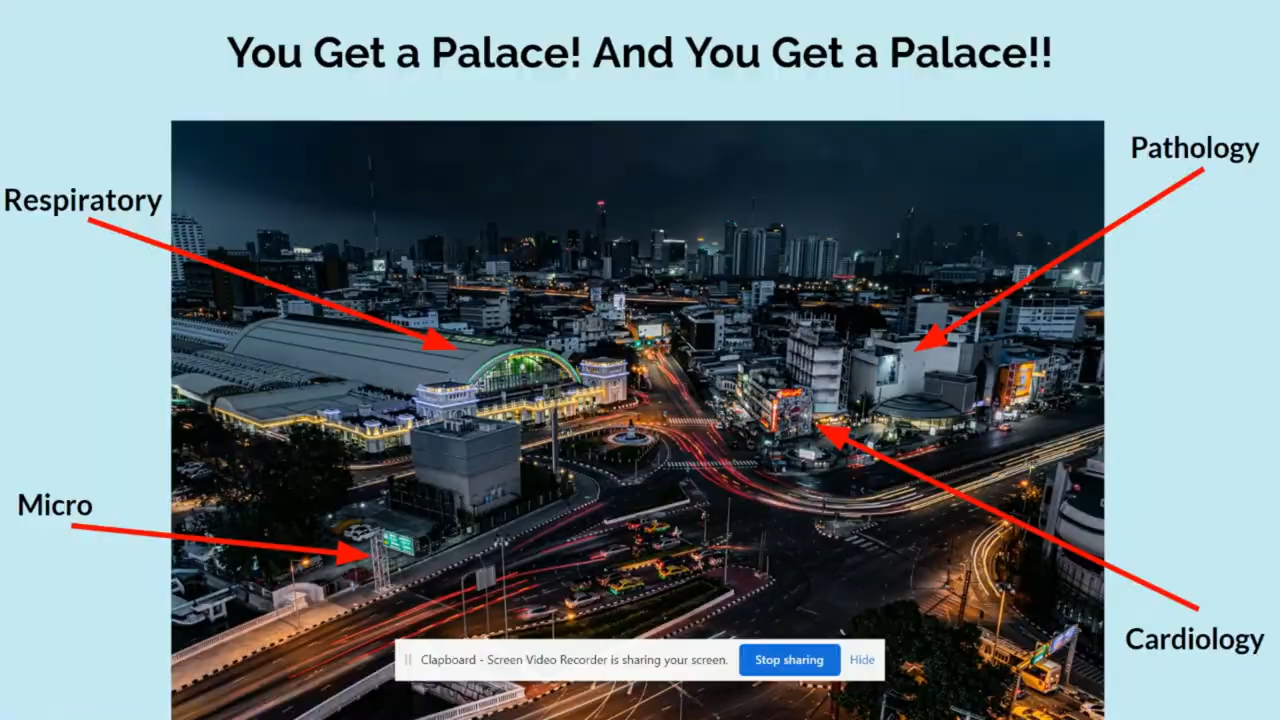 You Get a Palace! And You Get a Palace!!
Pathology
Respiratory
Micro
Cardiology
Clapboard - Screen Video Recorder is sharing your screen. Stop sharing Hide